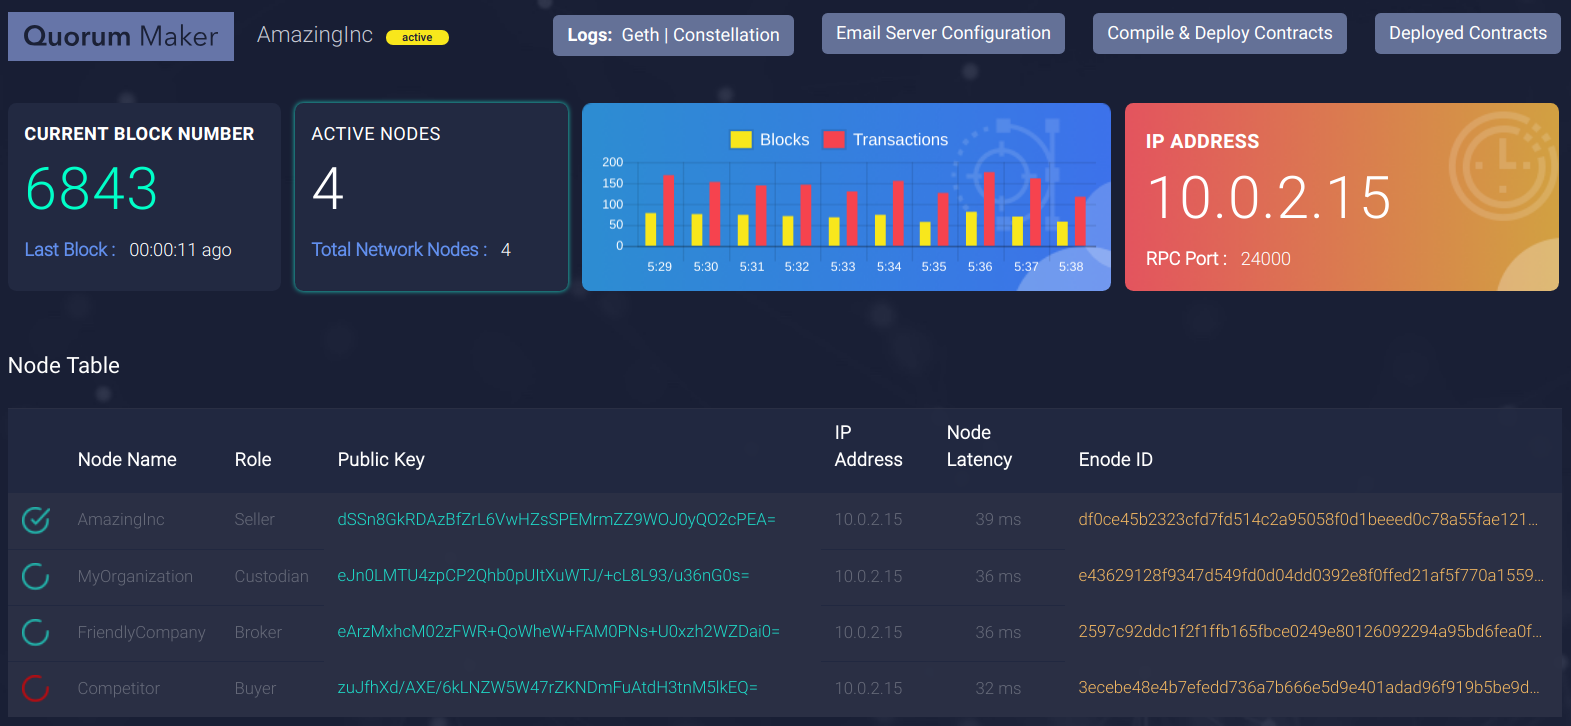 Quorum Maker
AmazingInc active
Logs: Geth | Constellation
Email Server Configuration
Compile & Deploy Contracts
Deployed Contracts
CURRENT BLOCK NUMBER
6843
Last Block : 00:00:11 ago
ACTIVE NODES
4
Total Network Nodes : 4
Blocks Transactions
200
150
100
50
0
5:29 5:30 5:31 5:32 5:33 5:34 5:35 5:36 5:37 5:38
IP ADDRESS
10.0.2.15
RPC Port : 24000
Node Table
Node Name Role Public Key IP Address Node Latency Enode ID
AmazingInc Seller dSSn8GkRDAzBfZrL6VwHZsSPEMrmZZ9WOJ0yQO2cPEA= 10.0.2.15 39 ms df0ce45b2323cfd7fd514c2a95058f0d1beeed0c78a55fae121...
MyOrganization Custodian eJn0LMTU4zpCP2Qhb0pUItXuWTJ/+cL8L93/u36nG0s= 10.0.2.15 36 ms e43629128f9347d549fd0d04dd0392e8f0ffed21af5f770a1559...
FriendlyCompany Broker eArzMxhcM02zFWR+QoWheW+FAM0PNs+U0xzh2WZDai0= 10.0.2.15 36 ms 2597c92ddc1f2f1ffb165fbce0249e80126092294a95bd6fea0f...
Competitor Buyer zuJfhXd/AXE/6kLNZW5W47rZKNDmFuAtdH3tnM5lkEQ= 10.0.2.15 32 ms 3ecebe48e4b7efedd736a7b666e5d9e401adad96f919b5be9d...